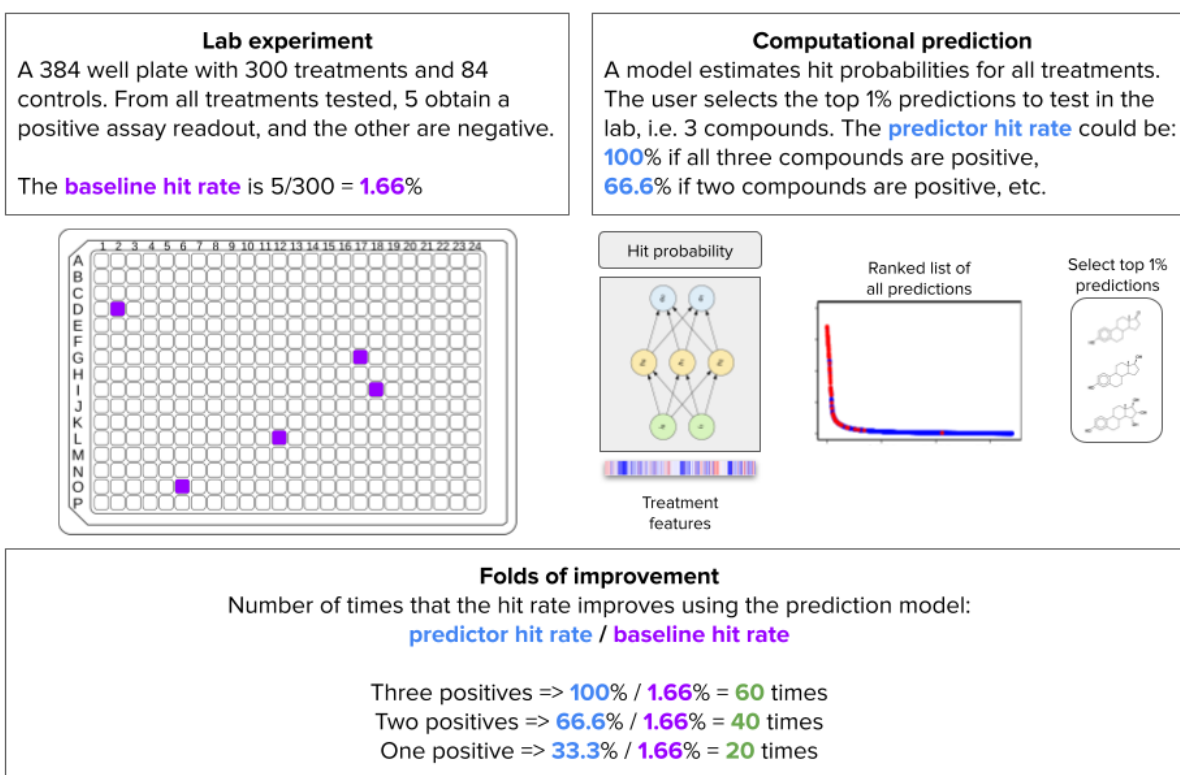 Lab experiment
A 384 well plate with 300 treatments and 84
controls. From all treatments tested, 5 obtain a
positive assay readout, and the other are negative.
The baseline hit rate is 5/300 = 1.66%
Computational prediction
A model estimates hit probabilities for all treatments.
The user selects the top 1% predictions to test in the
lab, i.e. 3 compounds. The predictor hit rate could be:
100% if all three compounds are positive,
66.6% if two compounds are positive, etc.
1 2 3 4 5 6 7 8 9 10 11 12 13 14 15 16 17 18 19 20 21 22 23 24
A
B
C
D
E
F
G
H
I
J
K
L
M
N
O
P
Hit probability
Treatment
features
Ranked list of
all predictions
Select top 1%
predictions
Folds of improvement
Number of times that the hit rate improves using the prediction model:
predictor hit rate / baseline hit rate
Three positives => 100% / 1.66% = 60 times
Two positives => 66.6% / 1.66% = 40 times
One positive => 33.3% / 1.66% = 20 times